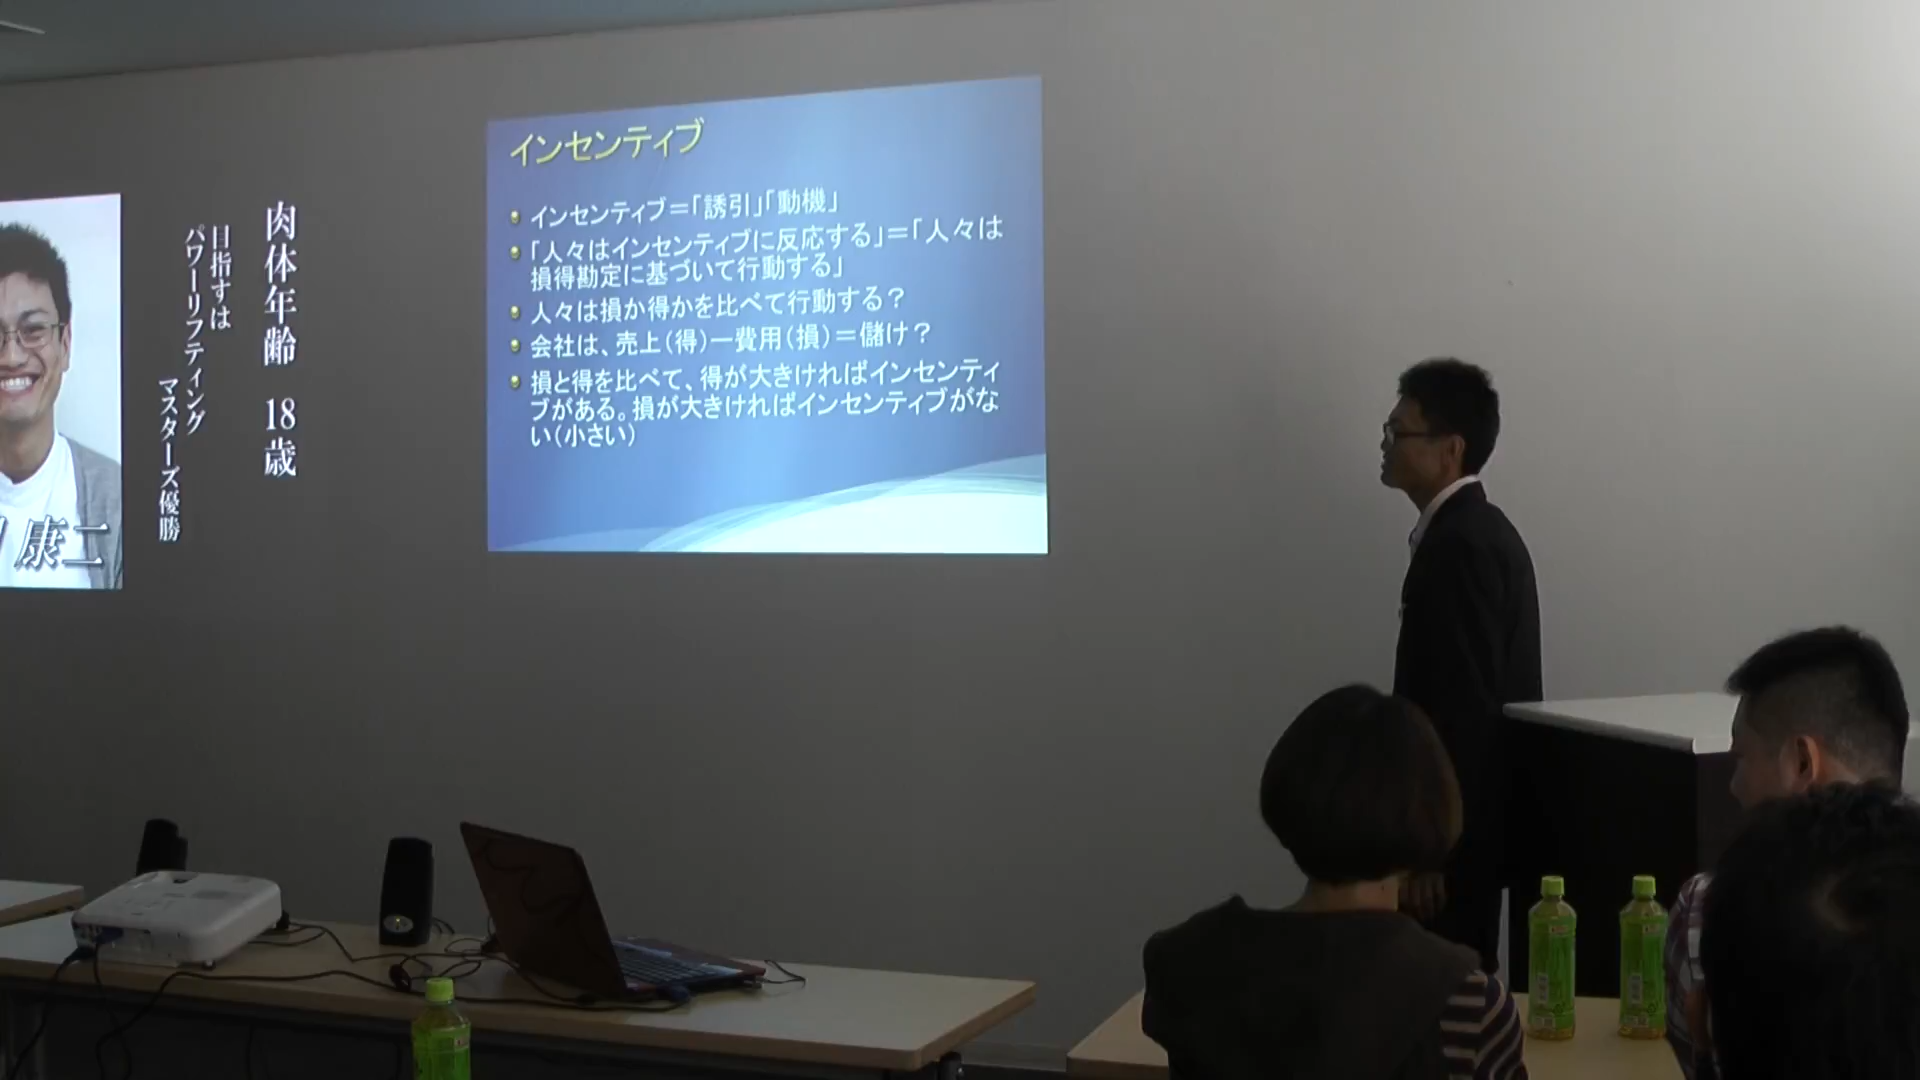 肉体年齢 18歳
目指すは
パワーリフティング
マスターズ優勝
康二
インセンティブ
インセンティブ＝「誘引」「動機」
「人々はインセンティブに反応する」＝「人々は
損得勘定に基づいて行動する」
人々は損か得かを比べて行動する？
会社は、売上（得）－費用（損）＝儲け？
損と得を比べて、得が大きければインセンティ
ブがある。損が大きければインセンティブがな
い（小さい）